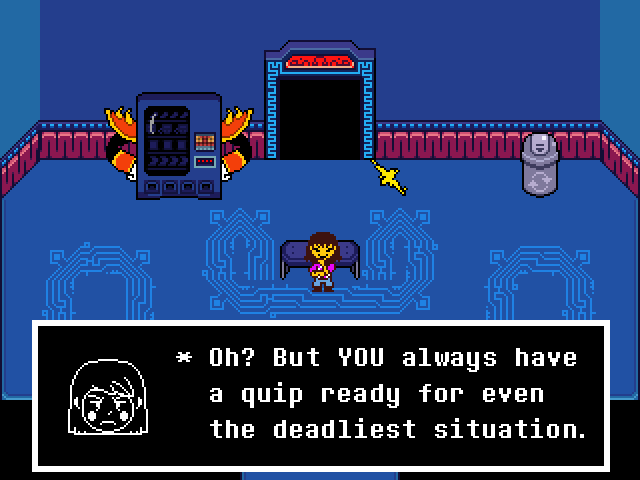 * Oh? But YOU always have
a quip ready for even
the deadliest situation.